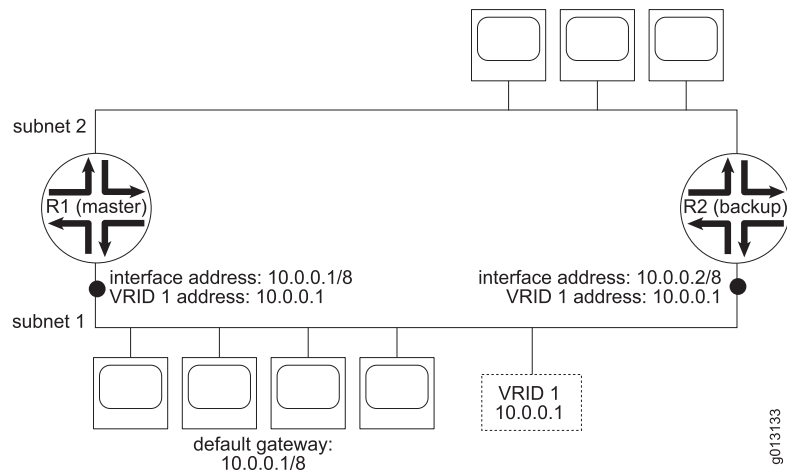 subnet 2
R1 (master)
R2 (backup)
interface address: 10.0.0.1/8
VRID 1 address: 10.0.0.1
interface address: 10.0.0.2/8
VRID 1 address: 10.0.0.1
subnet 1
VRID 1
10.0.0.1
default gateway:
10.0.0.1/8
g013133